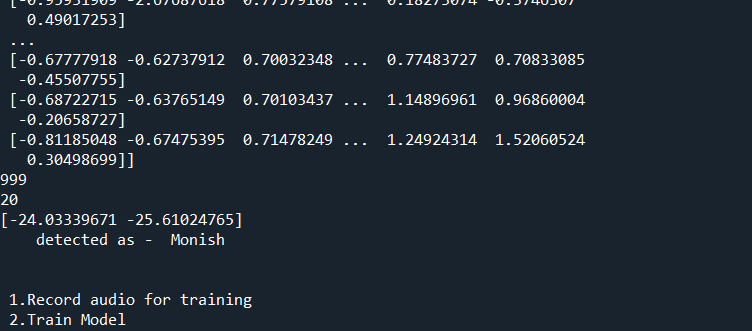 0.49017253]
...
[-0.67777918 -0.62737912 0.70032348 ... 0.77483727 0.70833085
-0.45507755]
[-0.68722715 -0.63765149 0.70103437 ... 1.14896961 0.96860004
-0.20658727]
[-0.81185048 -0.67475395 0.71478249 ... 1.24924314 1.52060524
0.30498699]]
999
20
[-24.03339671 -25.61024765]
detected as - Monish
1.Record audio for training
2.Train Model